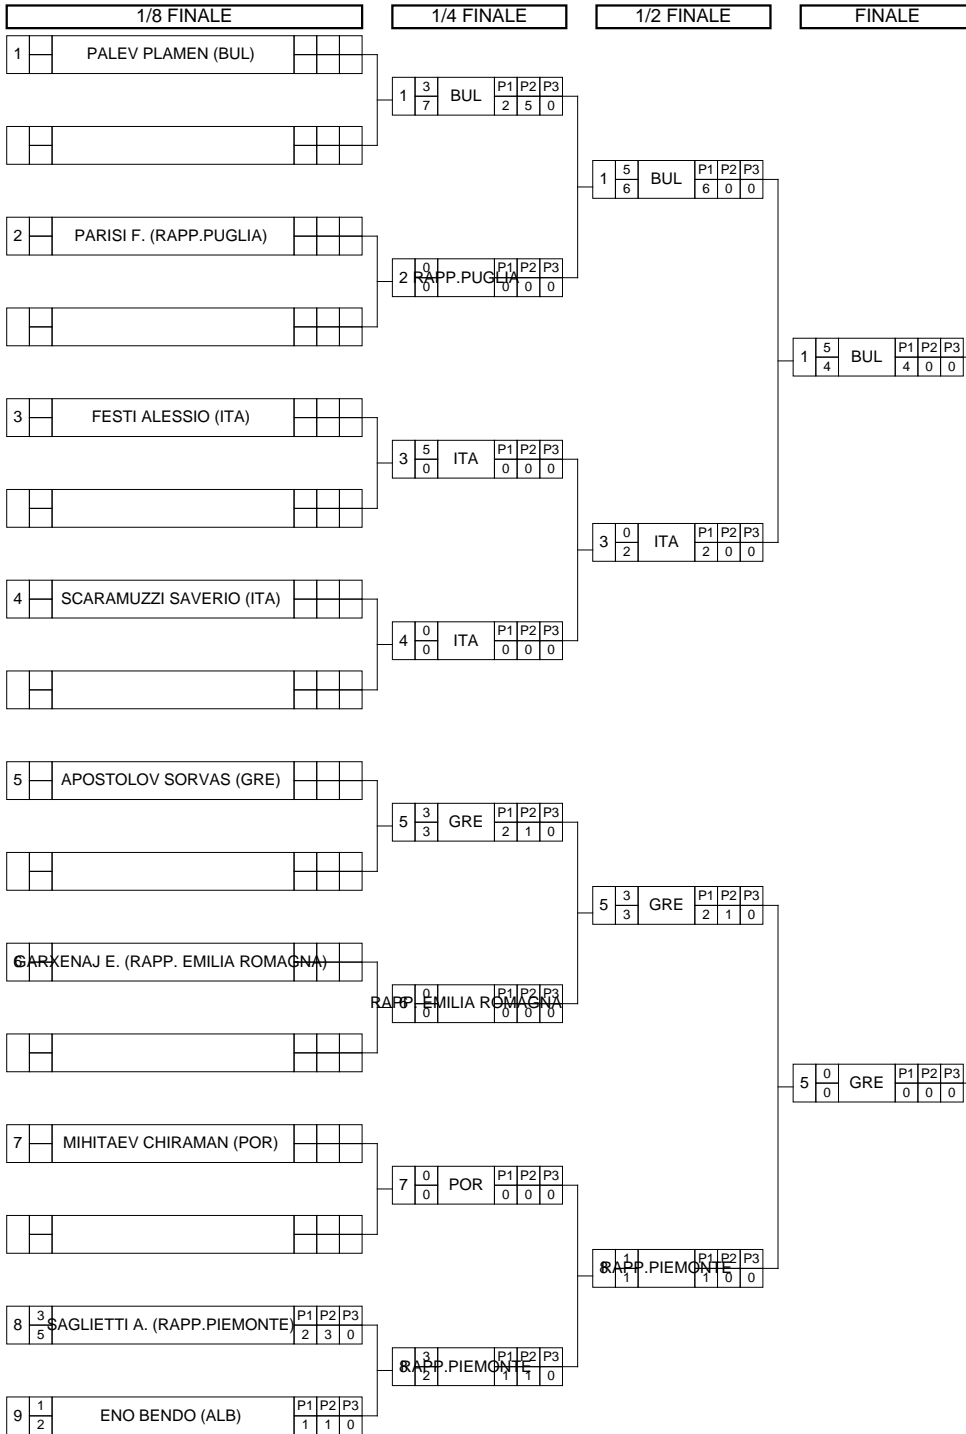 1/8 FINALE 1/4 FINALE 1/2 FINALE FINALE
1 PALEV PLAMEN (BUL)
1 3 7 BUL P1 P2 P3 2 5 0
1 5 6 BUL P1 P2 P3 6 0 0
2 PARISI F. (RAPP.PUGLIA)
2 0 0 RAPP.PUGLIA P1 P2 P3 0 0 0
1 5 4 BUL P1 P2 P3 4 0 0
3 FESTI ALESSIO (ITA)
3 5 0 ITA P1 P2 P3 0 0 0
3 0 2 ITA P1 P2 P3 2 0 0
4 SCARAMUZZI SAVERIO (ITA)
4 0 0 ITA P1 P2 P3 0 0 0
5 APOSTOLOV SORVAS (GRE)
5 3 3 GRE P1 P2 P3 2 1 0
5 3 3 GRE P1 P2 P3 2 1 0
6 GARXENAJ E. (RAPP. EMILIA ROMAGNA)
6 0 0 RAPP. EMILIA ROMAGNA P1 P2 P3 0 0 0
5 0 0 GRE P1 P2 P3 0 0 0
7 MIHITAEV CHIRAMAN (POR)
7 0 0 POR P1 P2 P3 0 0 0
8 1 1 RAPP.PIEMONTE P1 P2 P3 1 0 0
8 3 5 SAGLIETTI A. (RAPP.PIEMONTE) P1 P2 P3 2 3 0
8 3 2 RAPP.PIEMONTE P1 P2 P3 1 1 0
9 1 2 ENO BENDO (ALB) P1 P2 P3 1 1 0